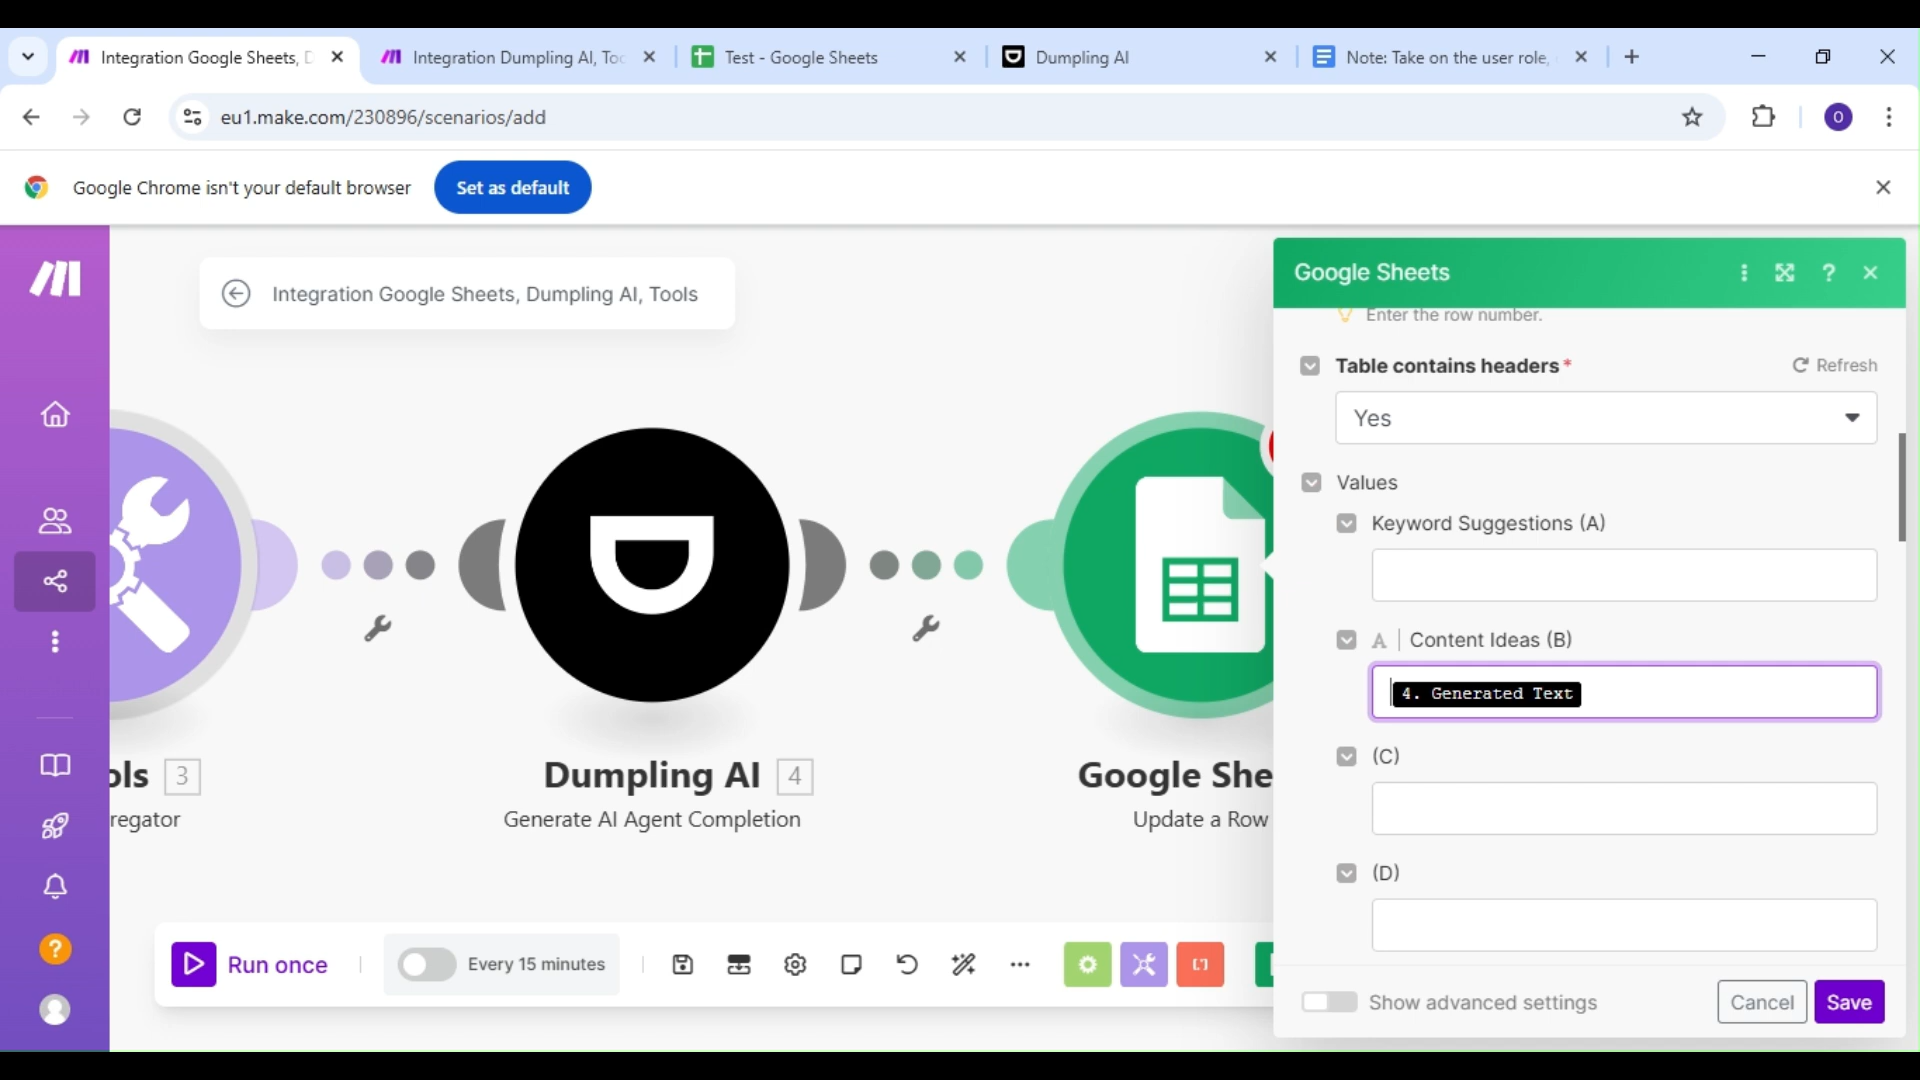 Integration Google Sheets, D
Integration Dumpling AI, Too
Test - Google Sheets
Dumpling AI
Note: Take on the user role,
eu1.make.com/230896/scenarios/add
O
Google Chrome isn't your default browser
Set as default
Integration Google Sheets, Dumpling AI, Tools
Google Sheets
?
Enter the row number.
Table contains headers*
Refresh
Yes
Values
Keyword Suggestions (A)
A | Content Ideas (B)
4. Generated Text
(C)
(D)
ols 3
regator
Dumpling AI 4
Generate AI Agent Completion
Google She
Update a Row
Run once
Every 15 minutes
Show advanced settings
Cancel
Save
?